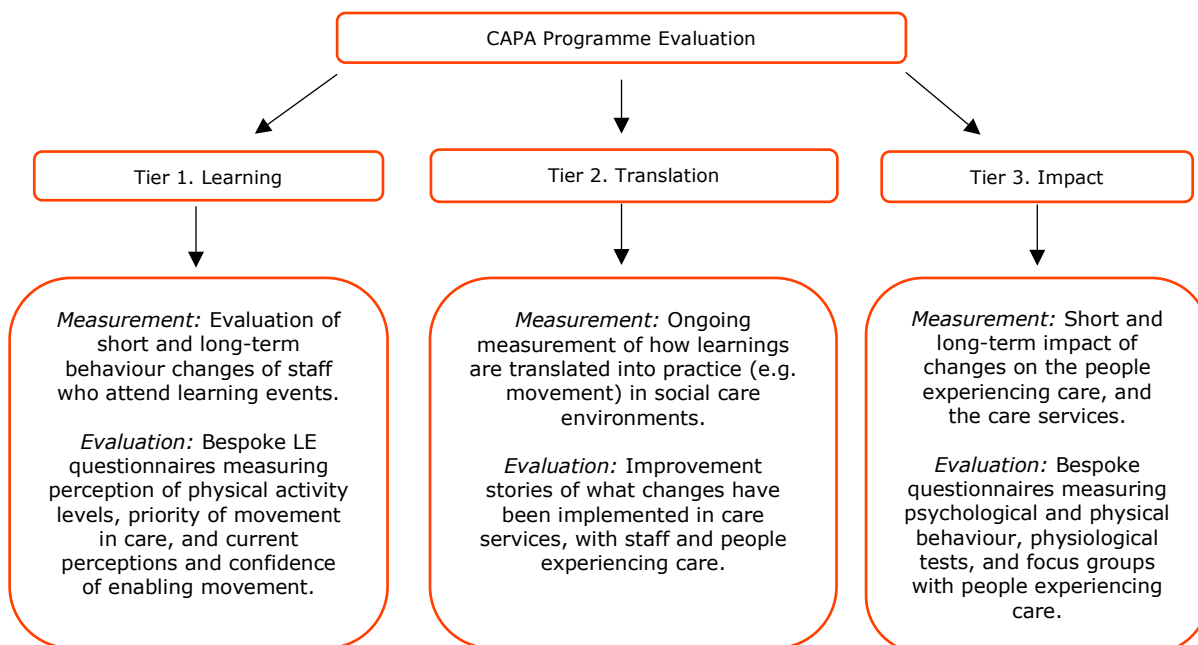 CAPA Programme Evaluation
Tier 1. Learning
Tier 2. Translation
Tier 3. Impact
Measurement: Evaluation of
short and long-term
behaviour changes of staff
who attend learning events.
Evaluation: Bespoke LE
questionnaires measuring
perception of physical activity
levels, priority of movement
in care, and current
perceptions and confidence
of enabling movement.
Measurement: Ongoing
measurement of how learnings
are translated into practice (e.g.
movement) in social care
environments.
Evaluation: Improvement
stories of what changes have
been implemented in care
services, with staff and people
experiencing care.
Measurement: Short and
long-term impact of
changes on the people
experiencing care, and
the care services.
Evaluation: Bespoke
questionnaires measuring
psychological and physical
behaviour, physiological
tests, and focus groups
with people experiencing
care.